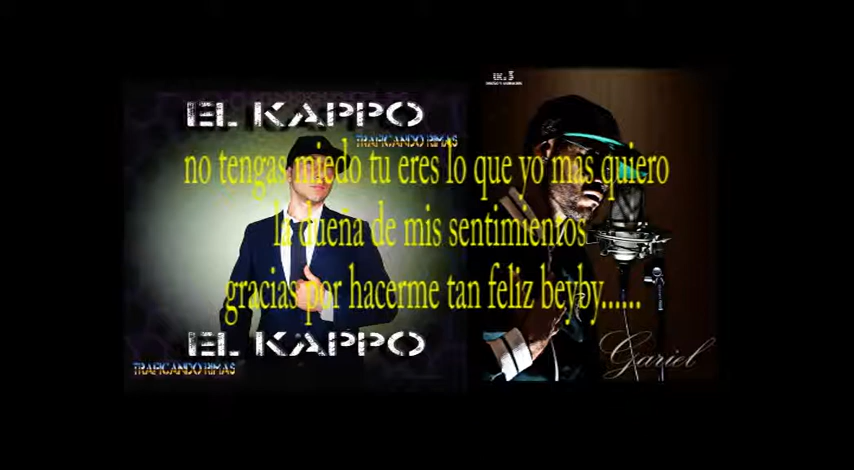 EL KAPPO
TRAFICANDO RIMAS
no tengas miedo tu eres lo que yo mas quiero
la dueña de mis sentimientos
gracias por hacerme tan feliz beyby......
EL KAPPO
TRAFICANDO RIMAS
Gariel